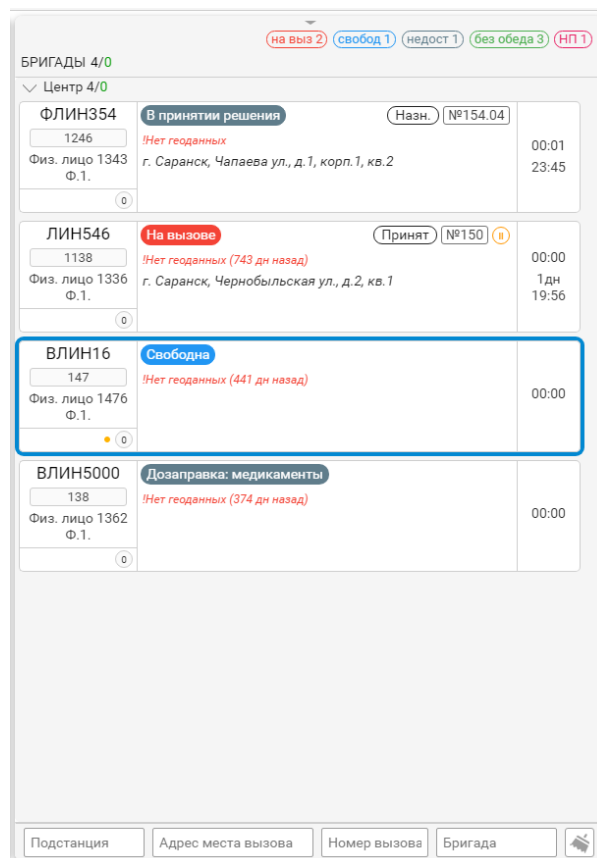 на выз 2 свобод 1 недост 1 без обеда 3 НП 1
БРИГАДЫ 4/0
Центр 4/0
ФЛИН354
1246
Физ. лицо 1343
Ф.1.
0
В принятии решения Назн. №154.04
!Нет геоданных
г. Саранск, Чапаева ул., д.1, корп.1, кв.2
00:01
23:45
ЛИН546
1138
Физ. лицо 1336
Ф.1.
0
На вызове Принят №150
!Нет геоданных (743 дн назад)
г. Саранск, Чернобыльская ул., д.2, кв.1
00:00
1дн
19:56
ВЛИН16
147
Физ. лицо 1476
Ф.1.
0
Свободна
!Нет геоданных (441 дн назад)
00:00
ВЛИН5000
138
Физ. лицо 1362
Ф.1.
0
Дозаправка: медикаменты
!Нет геоданных (374 дн назад)
00:00
Подстанция Адрес места вызова Номер вызова Бригада